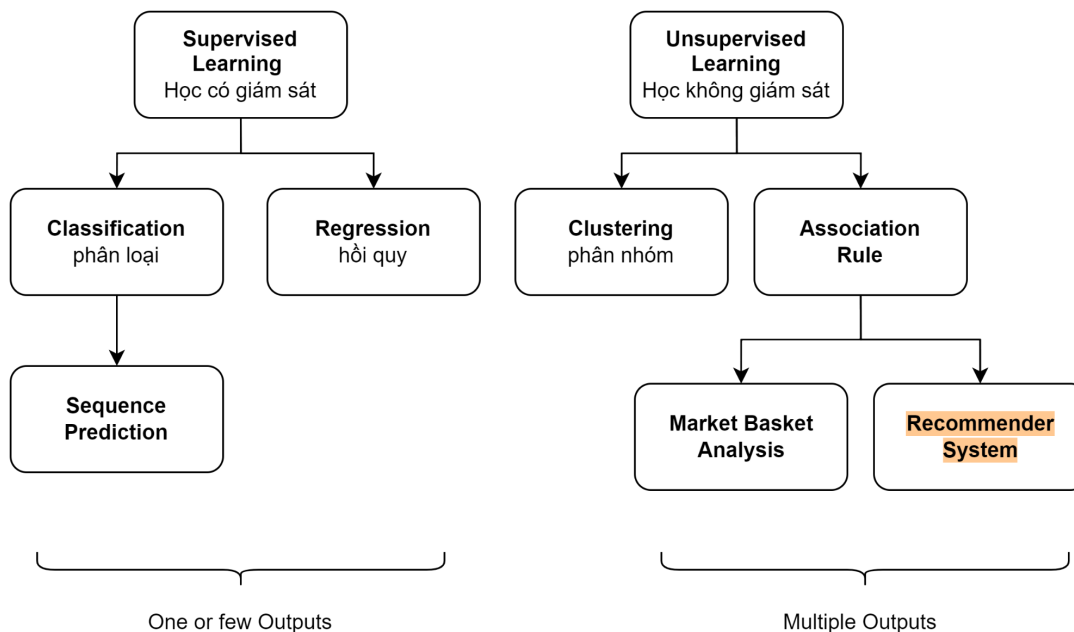 Supervised
Learning
Học có giám sát
Unsupervised
Learning
Học không giám sát
Classification
phân loại
Regression
hồi quy
Clustering
phân nhóm
Association
Rule
Sequence
Prediction
Market Basket
Analysis
Recommender
System
One or few Outputs
Multiple Outputs